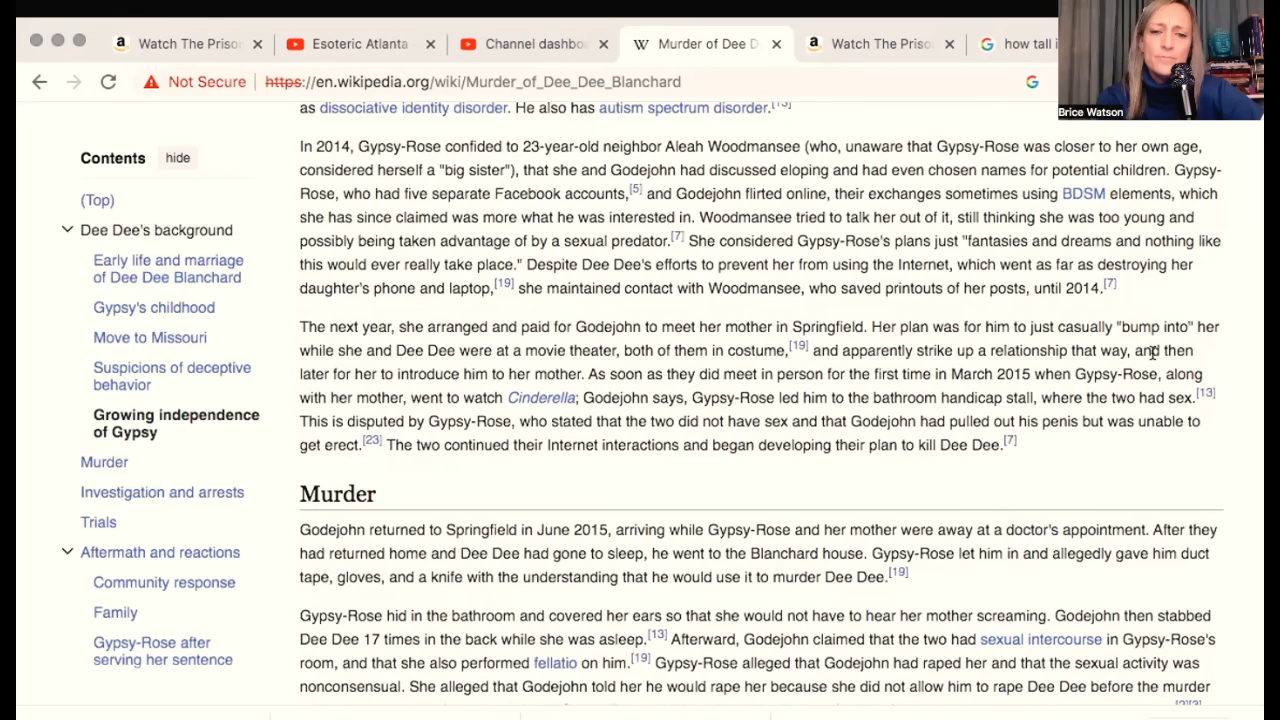 Watch The Prison
Esoteric Atlanta
Channel dashbo
Murder of Dee D
Watch The Priso
how tall i
Not Secure
https://en.wikipedia.org/wiki/Murder_of_Dee_Dee_Blanchard
Brice Watson
Contents
hide
(Top)
Dee Dee's background
Early life and marriage
of Dee Dee Blanchard
Gypsy's childhood
Move to Missouri
Suspicions of deceptive
behavior
Growing independence
of Gypsy
Murder
Investigation and arrests
Trials
Aftermath and reactions
Community response
Family
Gypsy-Rose after
serving her sentence
as dissociative identity disorder. He also has autism spectrum disorder.
In 2014, Gypsy-Rose confided to 23-year-old neighbor Aleah Woodmansee (who, unaware that Gypsy-Rose was closer to her own age,
considered herself a "big sister"), that she and Godejohn had discussed eloping and had even chosen names for potential children. Gypsy-
Rose, who had five separate Facebook accounts,[5] and Godejohn flirted online, their exchanges sometimes using BDSM elements, which
she has since claimed was more what he was interested in. Woodmansee tried to talk her out of it, still thinking she was too young and
possibly being taken advantage of by a sexual predator.[7] She considered Gypsy-Rose's plans just "fantasies and dreams and nothing like
this would ever really take place." Despite Dee Dee's efforts to prevent her from using the Internet, which went as far as destroying her
daughter's phone and laptop,[19] she maintained contact with Woodmansee, who saved printouts of her posts, until 2014.[7]
The next year, she arranged and paid for Godejohn to meet her mother in Springfield. Her plan was for him to just casually "bump into" her
while she and Dee Dee were at a movie theater, both of them in costume,[19] and apparently strike up a relationship that way, and then
later for her to introduce him to her mother. As soon as they did meet in person for the first time in March 2015 when Gypsy-Rose, along
with her mother, went to watch Cinderella; Godejohn says, Gypsy-Rose led him to the bathroom handicap stall, where the two had sex.[13]
This is disputed by Gypsy-Rose, who stated that the two did not have sex and that Godejohn had pulled out his penis but was unable to
get erect.[23] The two continued their Internet interactions and began developing their plan to kill Dee Dee.[7]
Murder
Godejohn returned to Springfield in June 2015, arriving while Gypsy-Rose and her mother were away at a doctor's appointment. After they
had returned home and Dee Dee had gone to sleep, he went to the Blanchard house. Gypsy-Rose let him in and allegedly gave him duct
tape, gloves, and a knife with the understanding that he would use it to murder Dee Dee.[19]
Gypsy-Rose hid in the bathroom and covered her ears so that she would not have to hear her mother screaming. Godejohn then stabbed
Dee Dee 17 times in the back while she was asleep.[13] Afterward, Godejohn claimed that the two had sexual intercourse in Gypsy-Rose's
room, and that she also performed fellatio on him.[19] Gypsy-Rose alleged that Godejohn had raped her and that the sexual activity was
nonconsensual. She alleged that Godejohn told her he would rape her because she did not allow him to rape Dee Dee before the murder